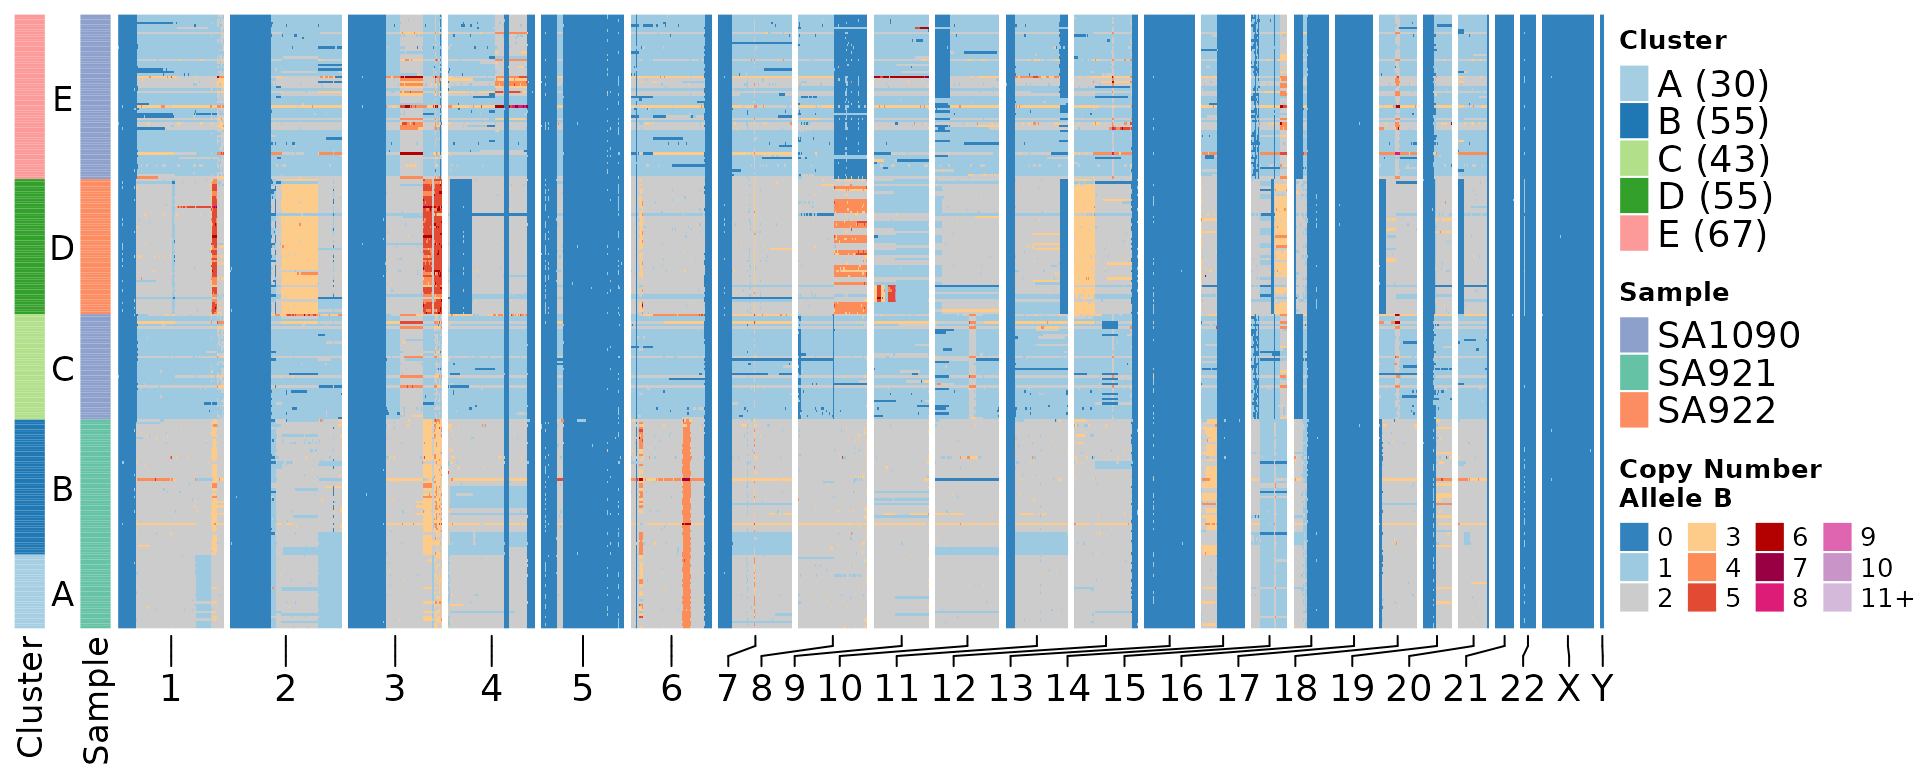 E
D
C
B
A
Cluster
Sample
1 2 3 4 5 6 7 8 9 10 11 12 13 14 15 16 17 18 19 20 21 22 X Y
Cluster
A (30)
B (55)
C (43)
D (55)
E (67)
Sample
SA1090
SA921
SA922
Copy Number
Allele B
0 3 6 9
1 4 7 10
2 5 8 11+